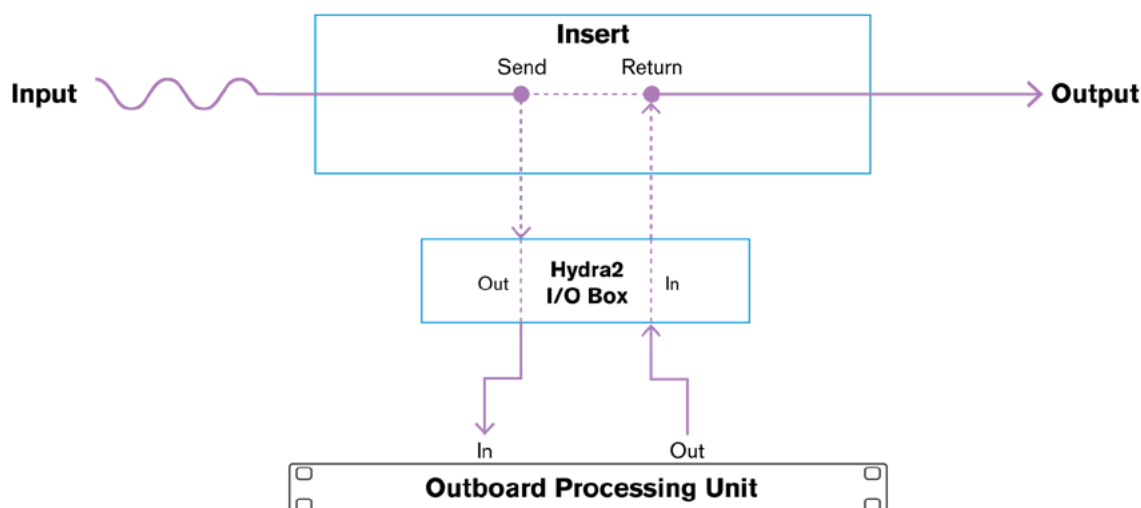 Insert
Send
Return
Input
Output
Out
Hydra2
I/O Box
In
In
Out
Outboard Processing Unit